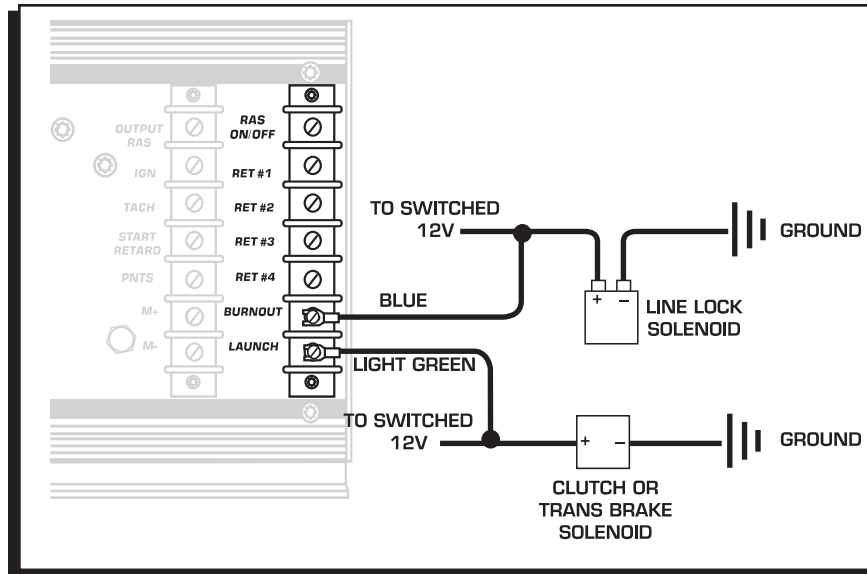 OUTPUT
RAS
IGN
TACH
START
RETARD
PNTS
M+
M-
RAS
ON/OFF
RET #1
RET #2
RET #3
RET #4
BURNOUT
LAUNCH
BLUE
LIGHT GREEN
TO SWITCHED
12V
+ −
LINE LOCK
SOLENOID
GROUND
TO SWITCHED
12V
+ −
CLUTCH OR
TRANS BRAKE
SOLENOID
GROUND